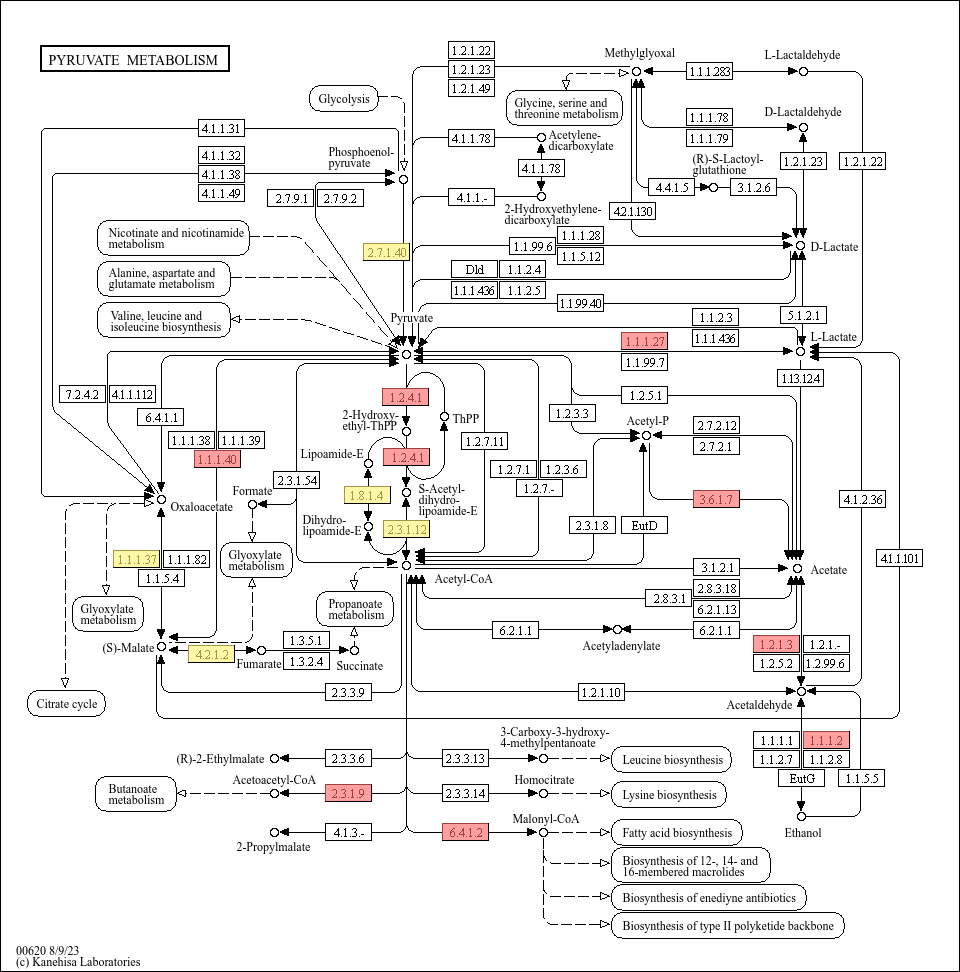 PYRUVATE METABOLISM
1.2.1.22
1.2.1.23
1.2.1.49
Methylglyoxal
1.1.1.283
L-Lactaldehyde
Glycolysis
Glycine, serine and
threonine metabolism
1.1.1.78
1.1.1.79
D-Lactaldehyde
4.1.1.31
4.1.1.32
4.1.1.38
4.1.1.49
Phosphoenol-
pyruvate
4.1.1.78
Acetylene-
dicarboxylate
4.1.1.78
(R)-S-Lactoyl-
glutathione
1.2.1.23
1.2.1.22
4.4.1.5
3.1.2.6
2.7.9.1
2.7.9.2
4.1.1.-
2-Hydroxyethylene-
dicarboxylate
4.2.1.130
Nicotinate and nicotinamide
metabolism
2.7.1.40
1.1.99.6
1.1.1.28
1.1.5.12
D-Lactate
Alanine, aspartate and
glutamate metabolism
Dld
1.1.2.4
1.1.1.436
1.1.2.5
1.1.99.40
Valine, leucine and
isoleucine biosynthesis
Pyruvate
1.1.2.3
1.1.1.436
5.1.2.1
1.1.1.27
1.1.99.7
L-Lactate
1.13.12.4
7.2.4.2
4.1.1.112
6.4.1.1
1.2.4.1
1.2.5.1
2-Hydroxy-
ethyl-ThPP
ThPP
1.2.3.3
Acetyl-P
2.7.2.12
2.7.2.1
1.1.1.38
1.1.1.39
1.1.1.40
Lipoamide-E
1.2.4.1
1.2.7.11
1.2.7.1
1.2.3.6
1.2.7.-
2.3.1.54
Formate
1.8.1.4
S-Acetyl-
dihydro-
lipoamide-E
3.6.1.7
4.1.2.36
Oxaloacetate
Dihydro-
lipoamide-E
2.3.1.12
2.3.1.8
EutD
1.1.1.37
1.1.1.82
1.1.5.4
Glyoxylate
metabolism
4.1.1.101
Acetyl-CoA
3.1.2.1
Acetate
Glyoxylate
metabolism
Propanoate
metabolism
2.8.3.18
2.8.3.1
6.2.1.13
6.2.1.1
6.2.1.1
Acetyladenylate
(S)-Malate
4.2.1.2
Fumarate
1.3.5.1
1.3.2.4
Succinate
1.2.1.3
1.2.1.-
1.2.5.2
1.2.99.6
Citrate cycle
2.3.3.9
1.2.1.10
Acetaldehyde
3-Carboxy-3-hydroxy-
4-methylpentanoate
1.1.1.1
1.1.1.2
1.1.2.7
1.1.2.8
EutG
1.1.5.5
Ethanol
(R)-2-Ethylmalate
2.3.3.6
2.3.3.13
Leucine biosynthesis
Acetoacetyl-CoA
Homocitrate
Butanoate
metabolism
2.3.1.9
2.3.3.14
Lysine biosynthesis
Malonyl-CoA
4.1.3.-
6.4.1.2
2-Propylmalate
Fatty acid biosynthesis
Biosynthesis of 12-, 14- and
16-membered macrolides
Biosynthesis of enediyne antibiotics
Biosynthesis of type II polyketide backbone
00620 8/9/23
(c) Kanehisa Laboratories